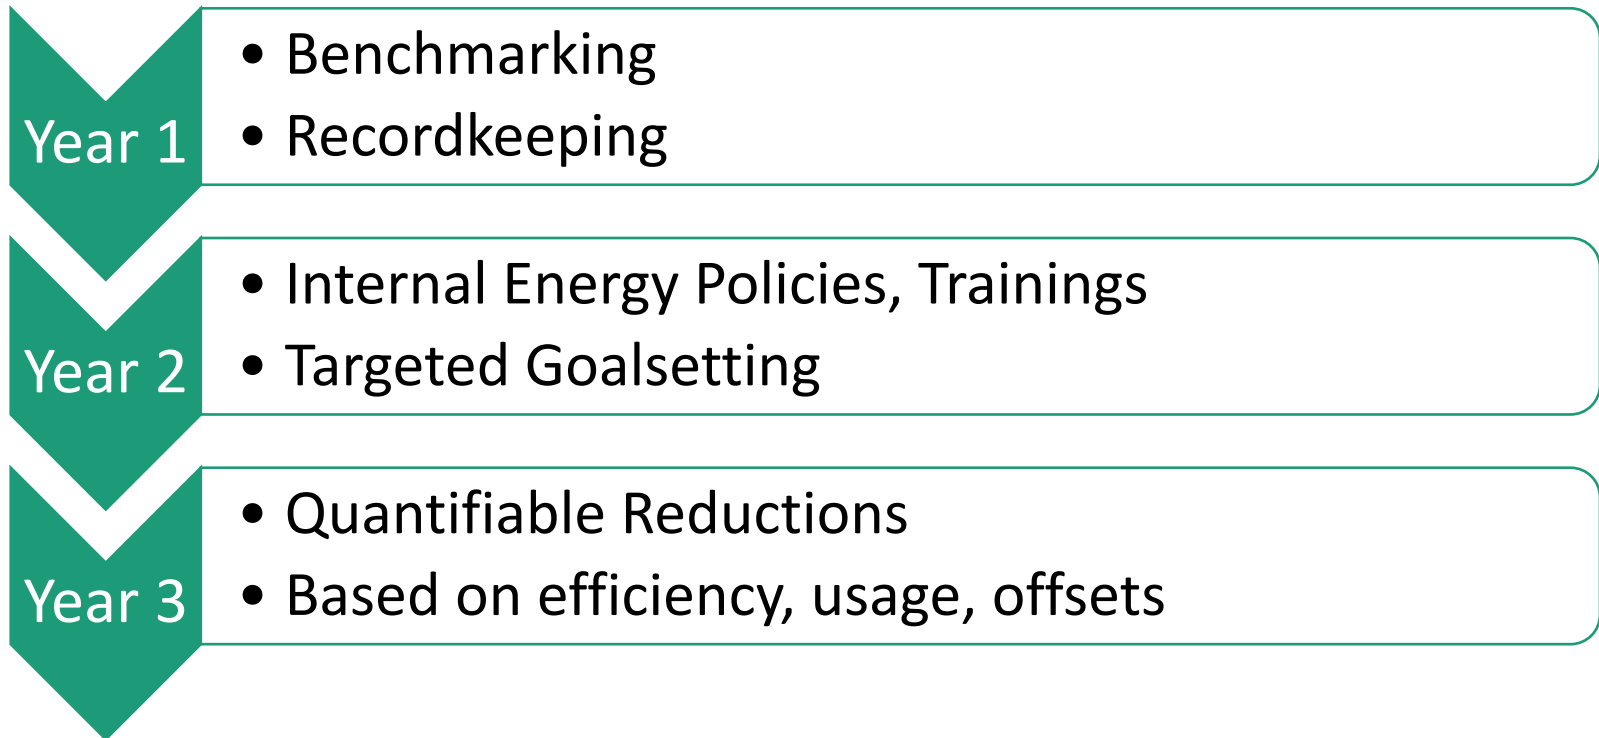 Year 1
• Benchmarking
• Recordkeeping
Year 2
• Internal Energy Policies, Trainings
• Targeted Goalsetting
Year 3
• Quantifiable Reductions
• Based on efficiency, usage, offsets